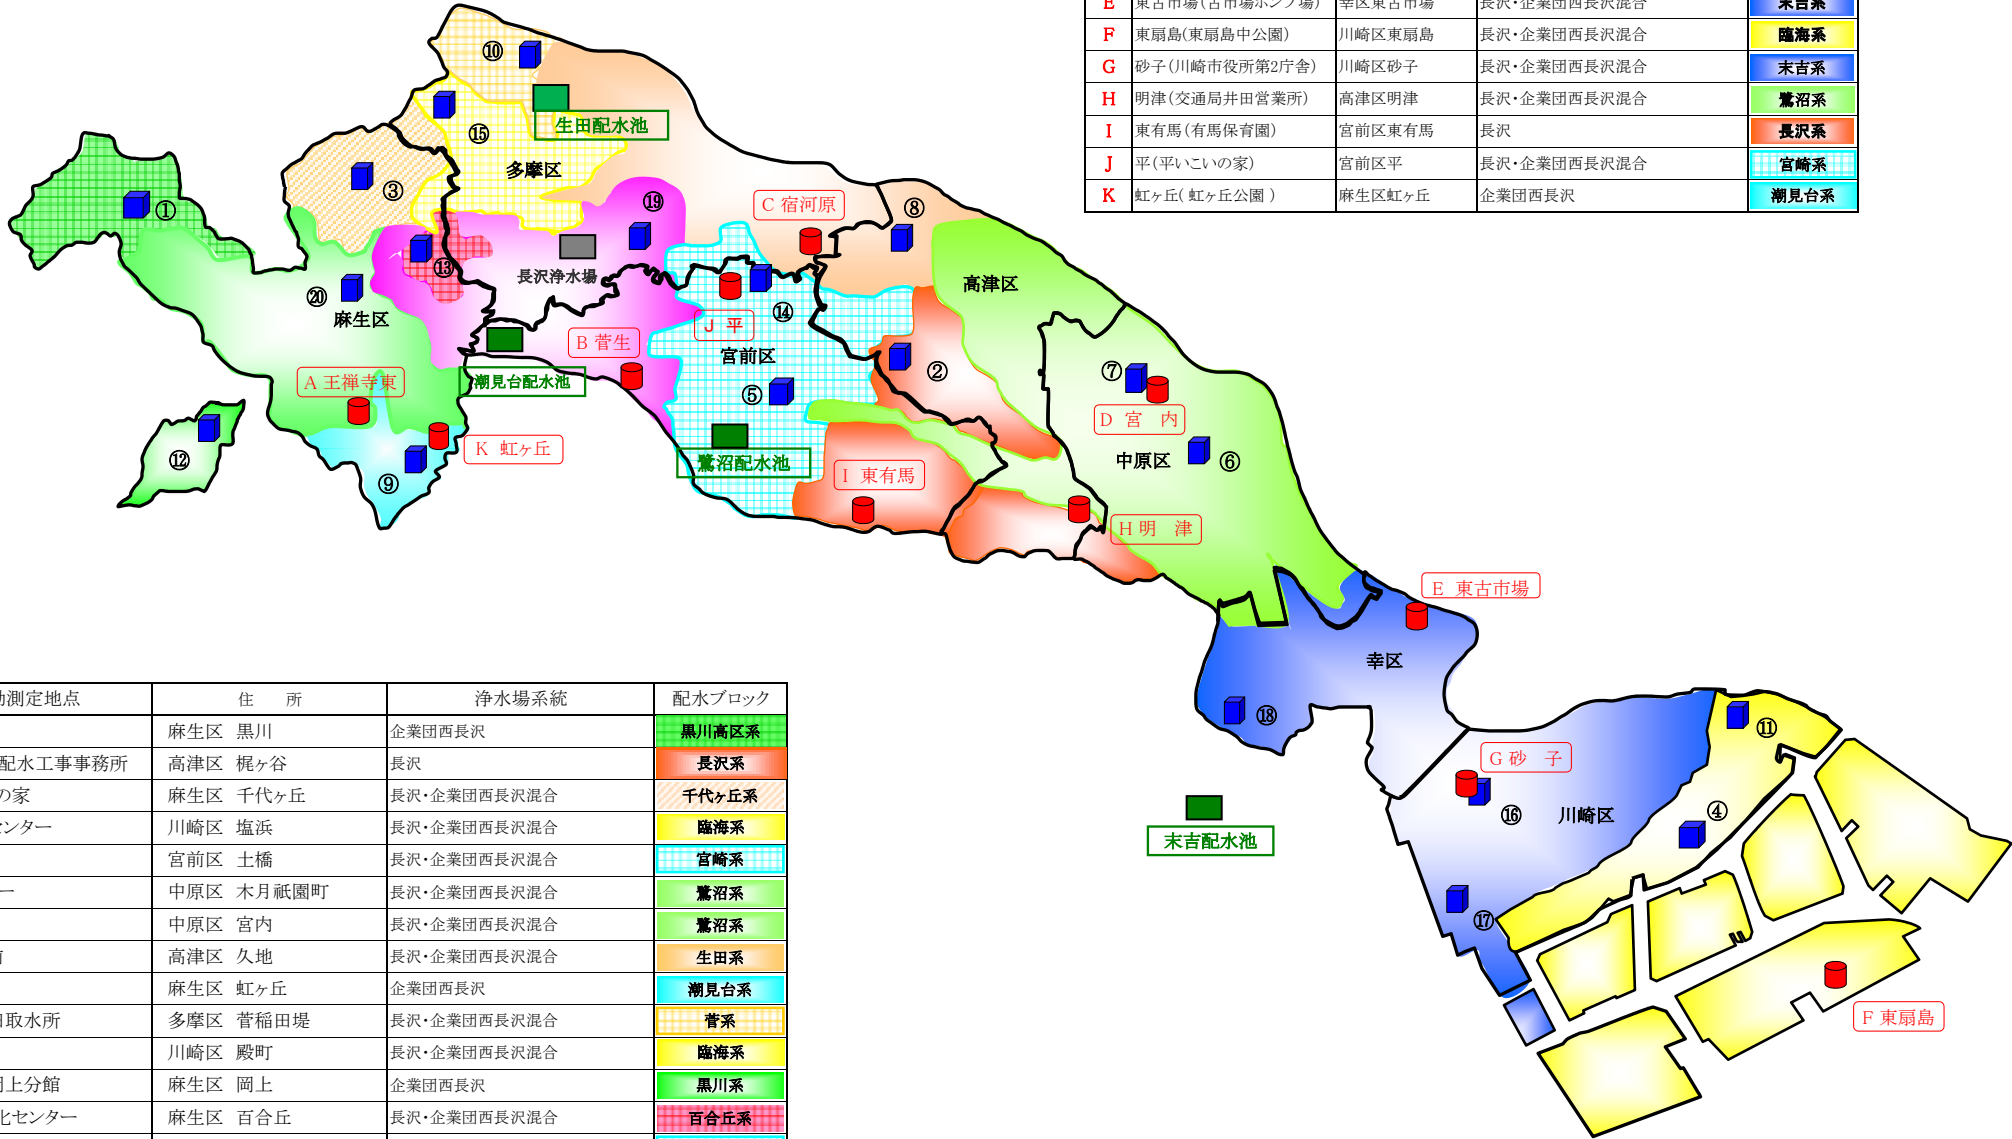 E 東古市場(古市場ポンプ場) 幸区東古市場 長沢・企業団西長沢混合 末吉系
F 東扇島(東扇島中公園) 川崎区東扇島 長沢・企業団西長沢混合 臨海系
G 砂子(川崎市役所第2庁舎) 川崎区砂子 長沢・企業団西長沢混合 末吉系
H 明津(交通局井田営業所) 高津区明津 長沢・企業団西長沢混合 鷺沼系
I 東有馬(有馬保育園) 宮前区東有馬 長沢 長沢系
J 平(平いこいの家) 宮前区平 長沢・企業団西長沢混合 宮崎系
K 虹ヶ丘( 虹ヶ丘公園 ) 麻生区虹ヶ丘 企業団西長沢 潮見台系
⑩
生田配水池
⑮
多摩区
③
①
⑲
C 宿河原
⑧
⑬
長沢浄水場
高津区
⑳
麻生区
⑭
J 平
B 菅生
宮前区
②
⑦
A 王禅寺東
潮見台配水池
⑤
D 宮 内
K 虹ヶ丘
⑫
⑨
鷺沼配水池
I 東有馬
中原区
⑥
H 明 津
E 東古市場
幸区
⑱
⑪
G 砂 子
⑯
川崎区
④
末吉配水池
⑰
F 東扇島
測定地点 住 所 浄水場系統 配水ブロック
麻生区 黒川 企業団西長沢 黒川高区系
配水工事事務所 高津区 梶ヶ谷 長沢 長沢系
の家 麻生区 千代ヶ丘 長沢・企業団西長沢混合 千代ヶ丘系
センター 川崎区 塩浜 長沢・企業団西長沢混合 臨海系
宮前区 土橋 長沢・企業団西長沢混合 宮崎系
ー 中原区 木月祇園町 長沢・企業団西長沢混合 鷺沼系
中原区 宮内 長沢・企業団西長沢混合 鷺沼系
高津区 久地 長沢・企業団西長沢混合 生田系
麻生区 虹ヶ丘 企業団西長沢 潮見台系
取水所 多摩区 菅稲田堤 長沢・企業団西長沢混合 菅系
川崎区 殿町 長沢・企業団西長沢混合 臨海系
岡上分館 麻生区 岡上 企業団西長沢 黒川系
化センター 麻生区 百合丘 長沢・企業団西長沢混合 百合丘系